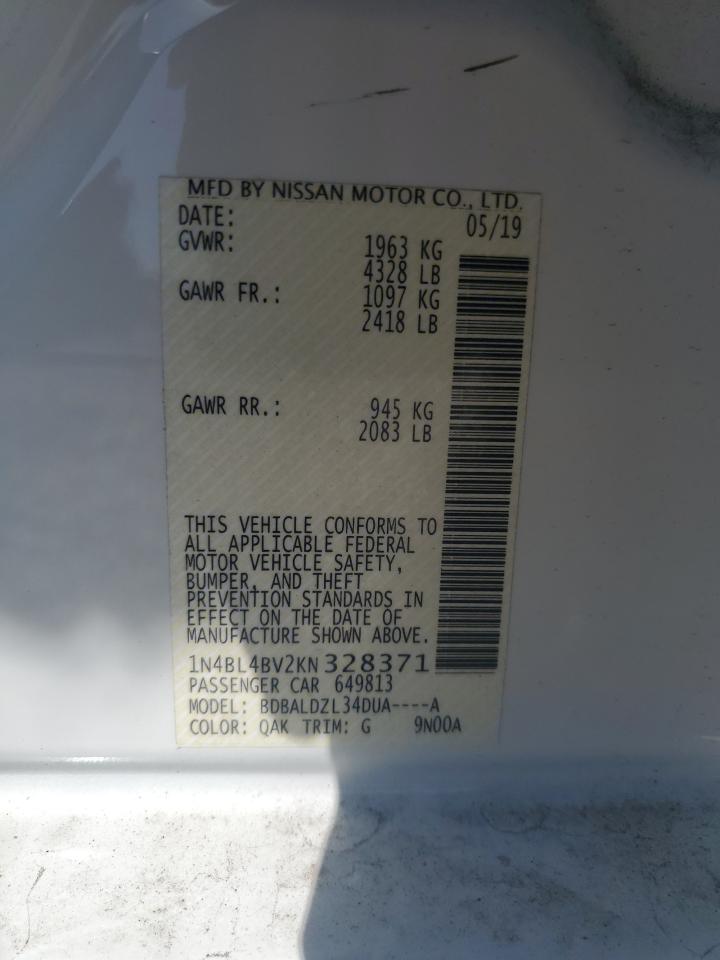 MFD BY NISSAN MOTOR CO., LTD.
DATE: 05/19
GVWR: 1963 KG
4328 LB
GAWR FR.: 1097 KG
2418 LB
GAWR RR.: 945 KG
2083 LB
THIS VEHICLE CONFORMS TO
ALL APPLICABLE FEDERAL
MOTOR VEHICLE SAFETY,
BUMPER, AND THEFT
PREVENTION STANDARDS IN
EFFECT ON THE DATE OF
MANUFACTURE SHOWN ABOVE.
1N4BL4BV2KN328371
PASSENGER CAR 649813
MODEL: BDBALDZL34DUA----A
COLOR: QAK TRIM: G 9N00A